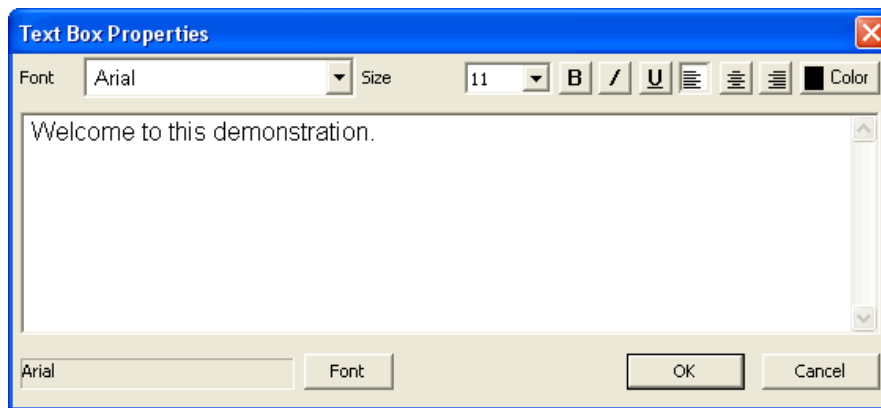 Text Box Properties
Font Arial Size 11 B I U Color
Welcome to this demonstration.
Arial Font OK Cancel